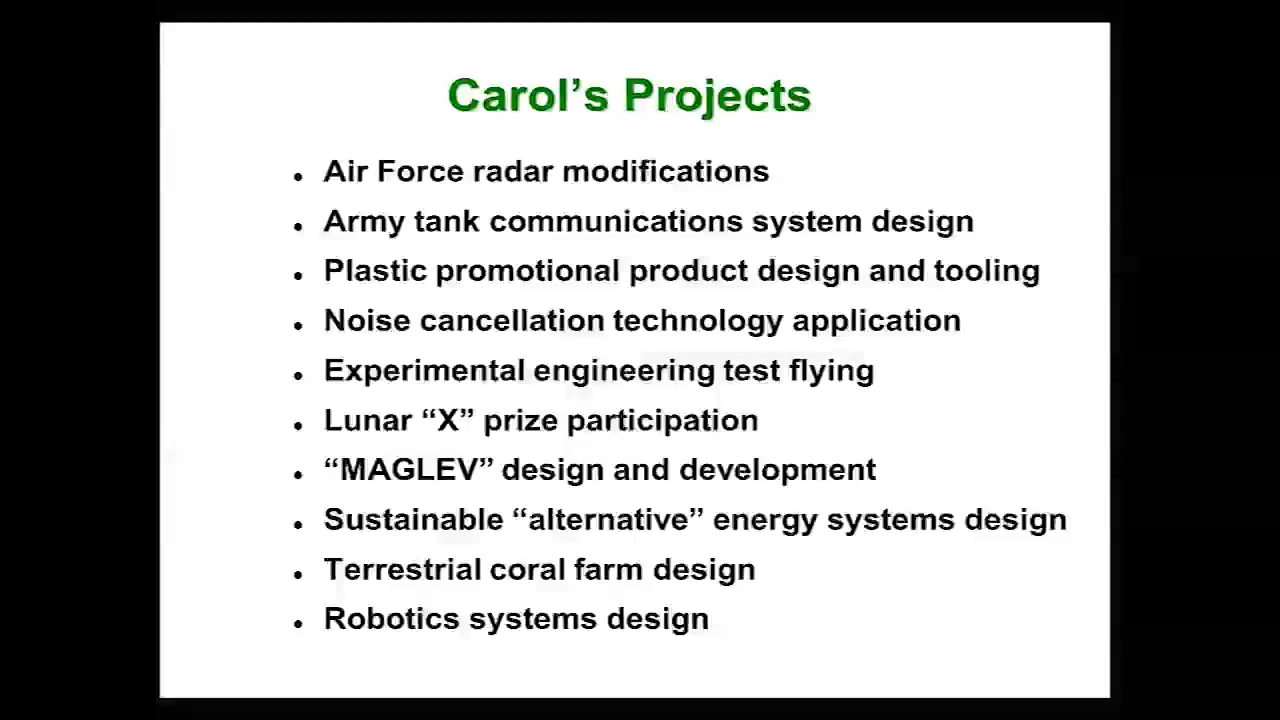 Carol’s Projects
• Air Force radar modifications
• Army tank communications system design
• Plastic promotional product design and tooling
• Noise cancellation technology application
• Experimental engineering test flying
• Lunar “X” prize participation
• “MAGLEV” design and development
• Sustainable “alternative” energy systems design
• Terrestrial coral farm design
• Robotics systems design